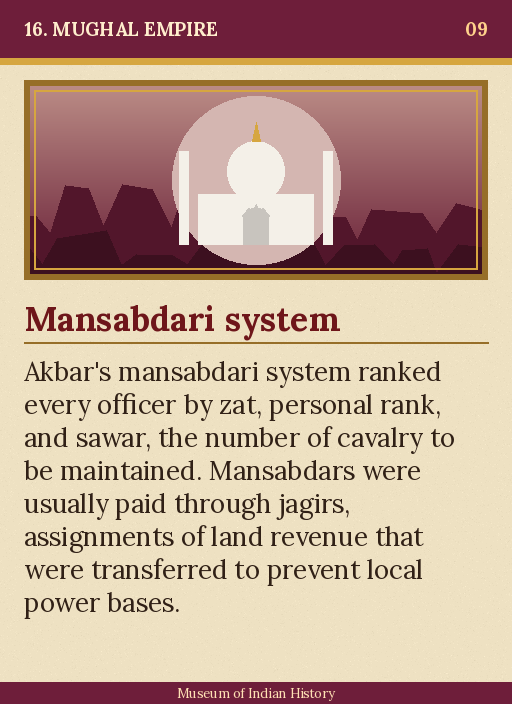 16. MUGHAL EMPIRE
09
Mansabdari system
Akbar's mansabdari system ranked
every officer by zat, personal rank,
and sawar, the number of cavalry to
be maintained. Mansabdars were
usually paid through jagirs,
assignments of land revenue that
were transferred to prevent local
power bases.
Museum of Indian History